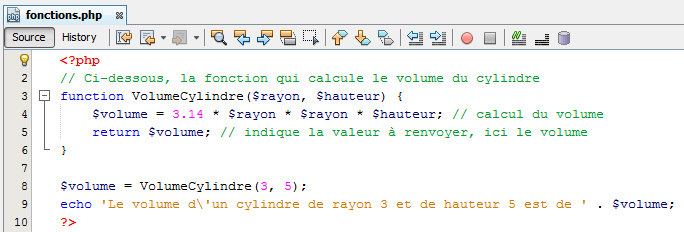 fonctions.php
Source History
<?php
2 // Ci-dessous, la fonction qui calcule le volume du cylindre
3 function VolumeCylindre($rayon, $hauteur) {
4 $volume = 3.14 * $rayon * $rayon * $hauteur; // calcul du volume
5 return $volume; // indique la valeur à renvoyer, ici le volume
6 }
7
8 $volume = VolumeCylindre(3, 5);
9 echo 'Le volume d\'un cylindre de rayon 3 et de hauteur 5 est de ' . $volume;
10 ?>